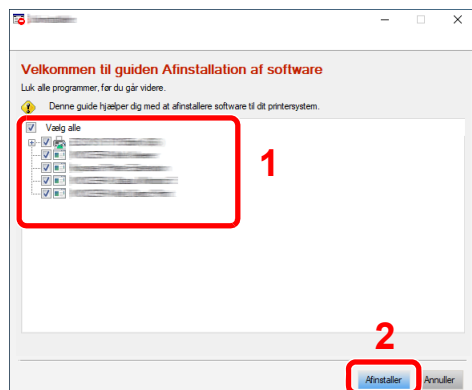 Velkommen til guiden Afinstallation af software
Luk alle programmer, før du går videre.
Denne guide hjælper dig med at afinstallere software til dit printersystem.
Vælg alle
1
2
Afinstaller
Annuller